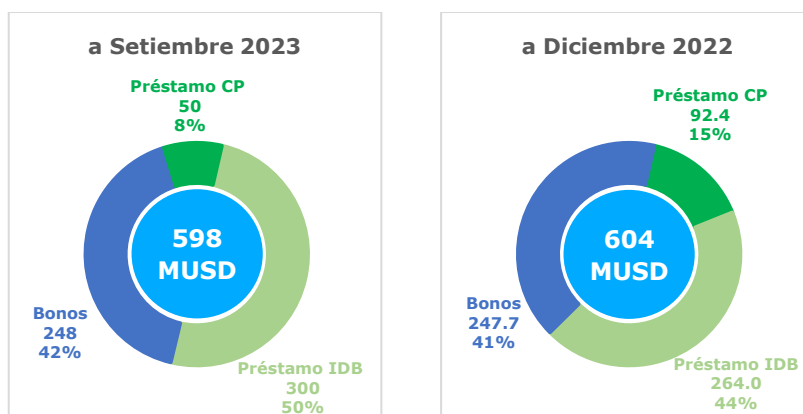 a Setiembre 2023
Préstamo CP
50
8%
598
MUSD
Bonos
248
42%
Préstamo IDB
300
50%
a Diciembre 2022
Préstamo CP
92.4
15%
604
MUSD
Bonos
247.7
41%
Préstamo IDB
264.0
44%